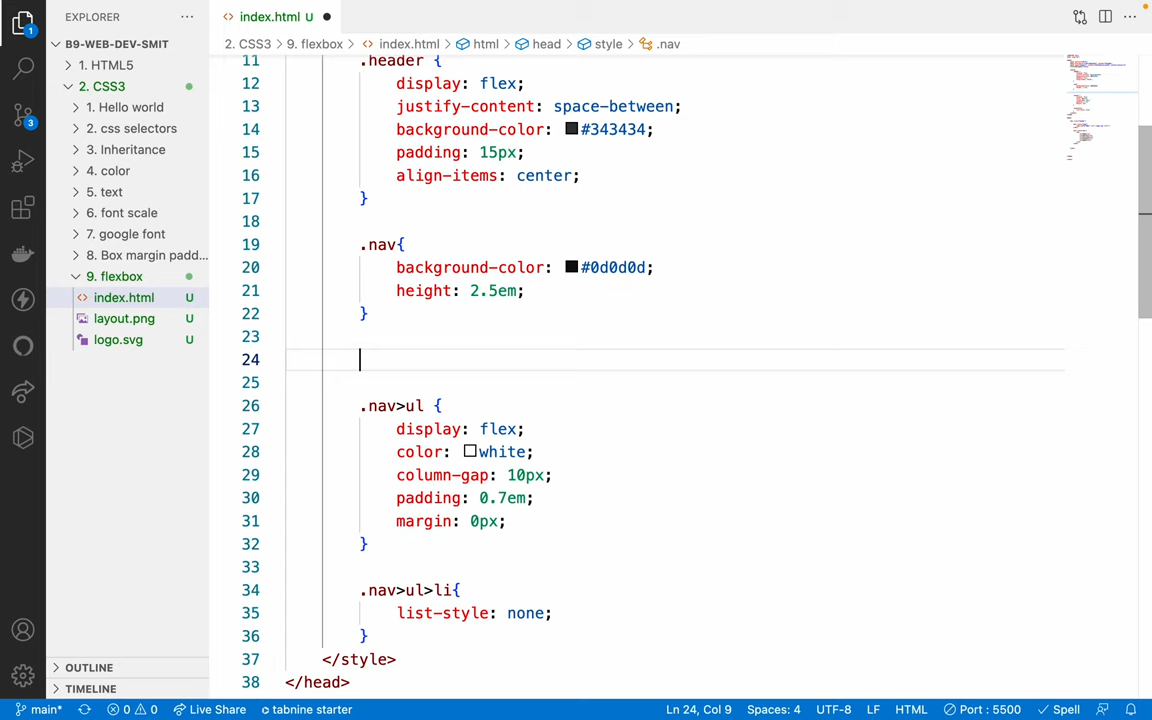 EXPLORER
index.html U
B9-WEB-DEV-SMIT
2. CSS3 > 9. flexbox > index.html > html > head > style > .nav
1. HTML5
2. CSS3
1. Hello world
2. css selectors
3. Inheritance
4. color
5. text
6. font scale
7. google font
8. Box margin padd...
9. flexbox
index.html U
layout.png U
logo.svg U
OUTLINE
TIMELINE
1
3
11 .header {
12 display: flex;
13 justify-content: space-between;
14 background-color: #343434;
15 padding: 15px;
16 align-items: center;
17 }
18
19 .nav{
20 background-color: #0d0d0d;
21 height: 2.5em;
22 }
23
24
25
26 .nav>ul {
27 display: flex;
28 color: white;
29 column-gap: 10px;
30 padding: 0.7em;
31 margin: 0px;
32 }
33
34 .nav>ul>li{
35 list-style: none;
36 }
37 </style>
38 </head>
main* 0 0 Live Share tabnine starter Ln 24, Col 9 Spaces: 4 UTF-8 LF HTML Port : 5500 Spell